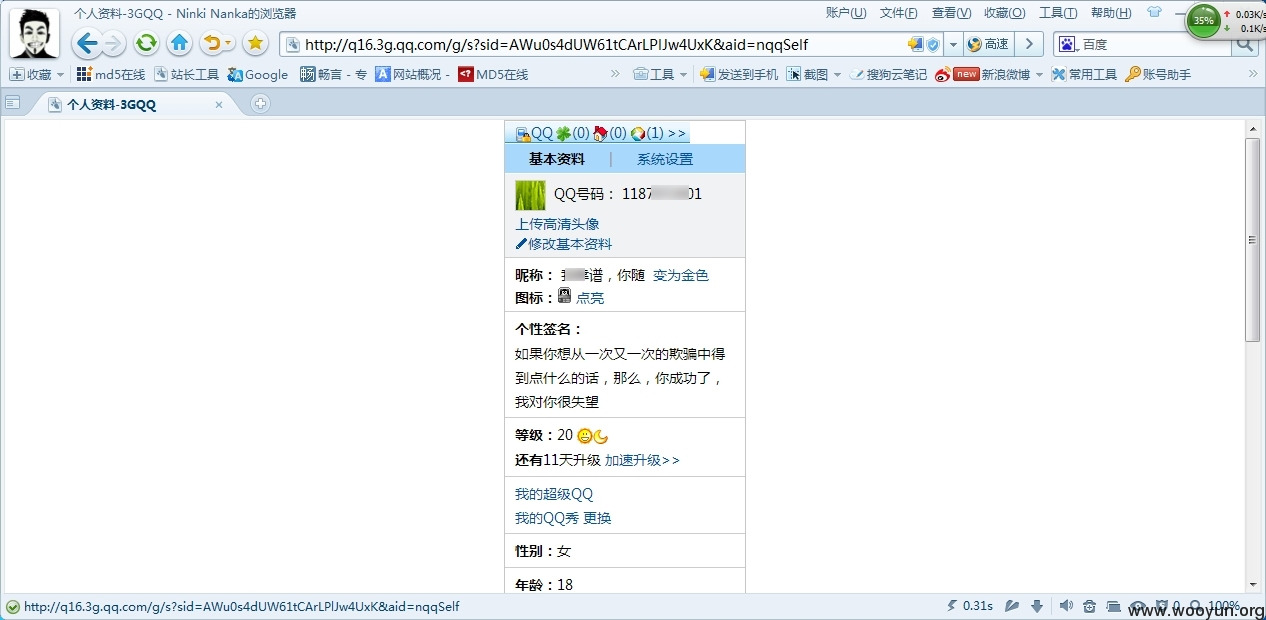 个人资料-3GQQ - Ninki Nanka的浏览器
账户(U) 文件(F) 查看(V) 收藏(O) 工具(T) 帮助(H)
35% 0.03K/s
0.1K/s
http://q16.3g.qq.com/g/s?sid=AWu0s4dUW61tCArLPlJw4UxK&aid=nqqSelf 高速 百度
收藏 md5在线 站长工具 Google 畅言 - 专 网站概况 - MD5在线 >> 工具 发送到手机 截图 搜狗云笔记 new 新浪微博 常用工具 账号助手 >>
个人资料-3GQQ
QQ (0) (0) (1) >>
基本资料 | 系统设置
QQ号码： 1187 01
上传高清头像
修改基本资料
昵称： 谱，你随 变为金色
图标： 点亮
个性签名：
如果你想从一次又一次的欺骗中得
到点什么的话，那么，你成功了，
我对你很失望
等级：20
还有11天升级 加速升级>>
我的超级QQ
我的QQ秀 更换
性别：女
年龄：18
http://q16.3g.qq.com/g/s?sid=AWu0s4dUW61tCArLPlJw4UxK&aid=nqqSelf 0.31s 0 100%
www.wooyun.org